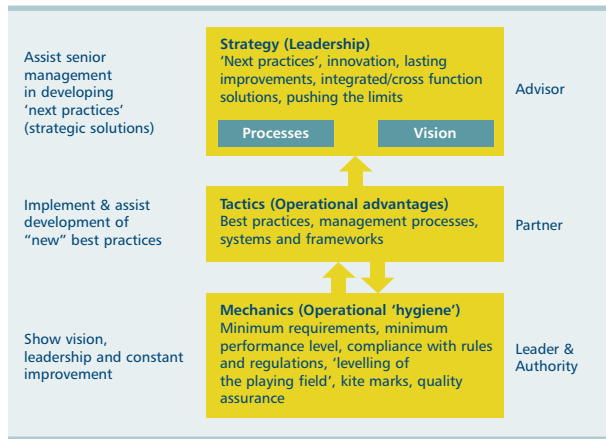 Assist senior
management
in developing
‘next practices’
(strategic solutions)
Strategy (Leadership)
‘Next practices’, innovation, lasting
improvements, integrated/cross function
solutions, pushing the limits
Processes
Vision
Advisor
Implement & assist
development of
“new” best practices
Tactics (Operational advantages)
Best practices, management processes,
systems and frameworks
Partner
Show vision,
leadership and constant
improvement
Mechanics (Operational ‘hygiene’)
Minimum requirements, minimum
performance level, compliance with rules
and regulations, ‘levelling of
the playing field’, kite marks, quality
assurance
Leader &
Authority